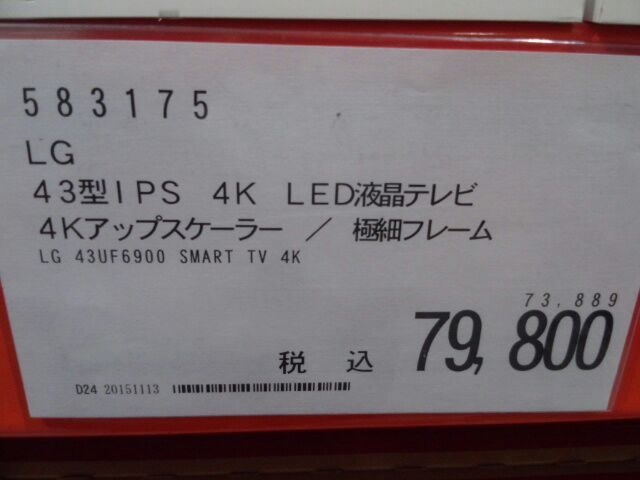 583175
LG
43型IPS 4K LED液晶テレビ
4Kアップスケーラー / 極細フレーム
LG 43UF6900 SMART TV 4K
73,889
税込 79,800
D24 20151113